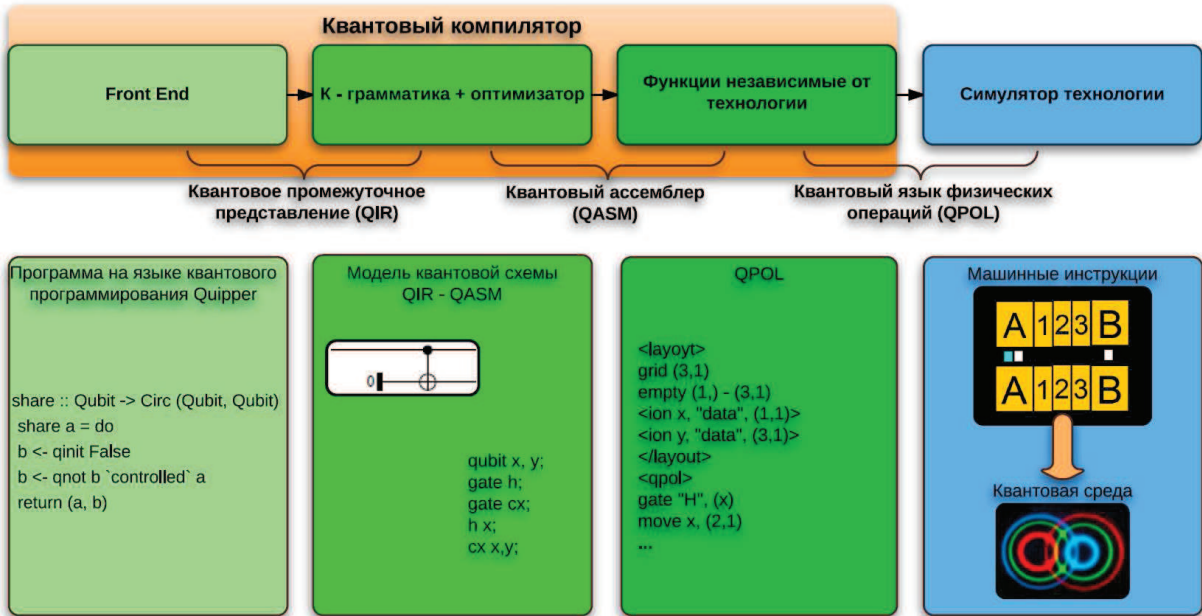 Квантовый компилятор
Front End
К - грамматика + оптимизатор
Функции независимые от
технологии
Симулятор технологии
Квантовое промежуточное
представление (QIR)
Квантовый ассемблер
(QASM)
Квантовый язык физических
операций (QPOL)
Программа на языке квантового
программирования Quipper
share :: Qubit -> Circ (Qubit, Qubit)
share a = do
b <- qinit False
b <- qnot b `controlled` a
return (a, b)
Модель квантовой схемы
QIR - QASM
0
qubit x, y;
gate h;
gate cx;
h x;
cx x,y;
QPOL
<layoyt>
grid (3,1)
empty (1,) - (3,1)
<ion x, "data", (1,1)>
<ion y, "data", (3,1)>
</layout>
<qpol>
gate "H", (x)
move x, (2,1)
...
Машинные инструкции
A 1 2 3 B
A 1 2 3 B
Квантовая среда